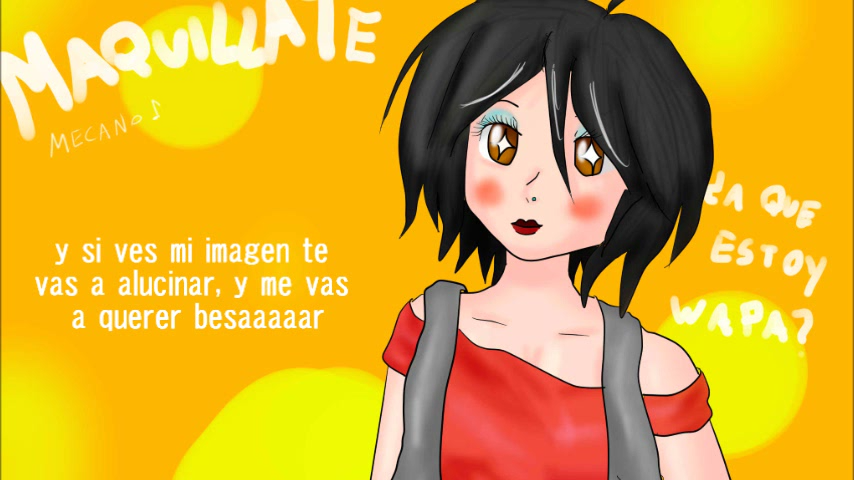 MAQUILLATE
MECANO♪
¿A QUE
ESTOY
WAPA?
y si ves mi imagen te
vas a alucinar, y me vas
a querer besaaaaar